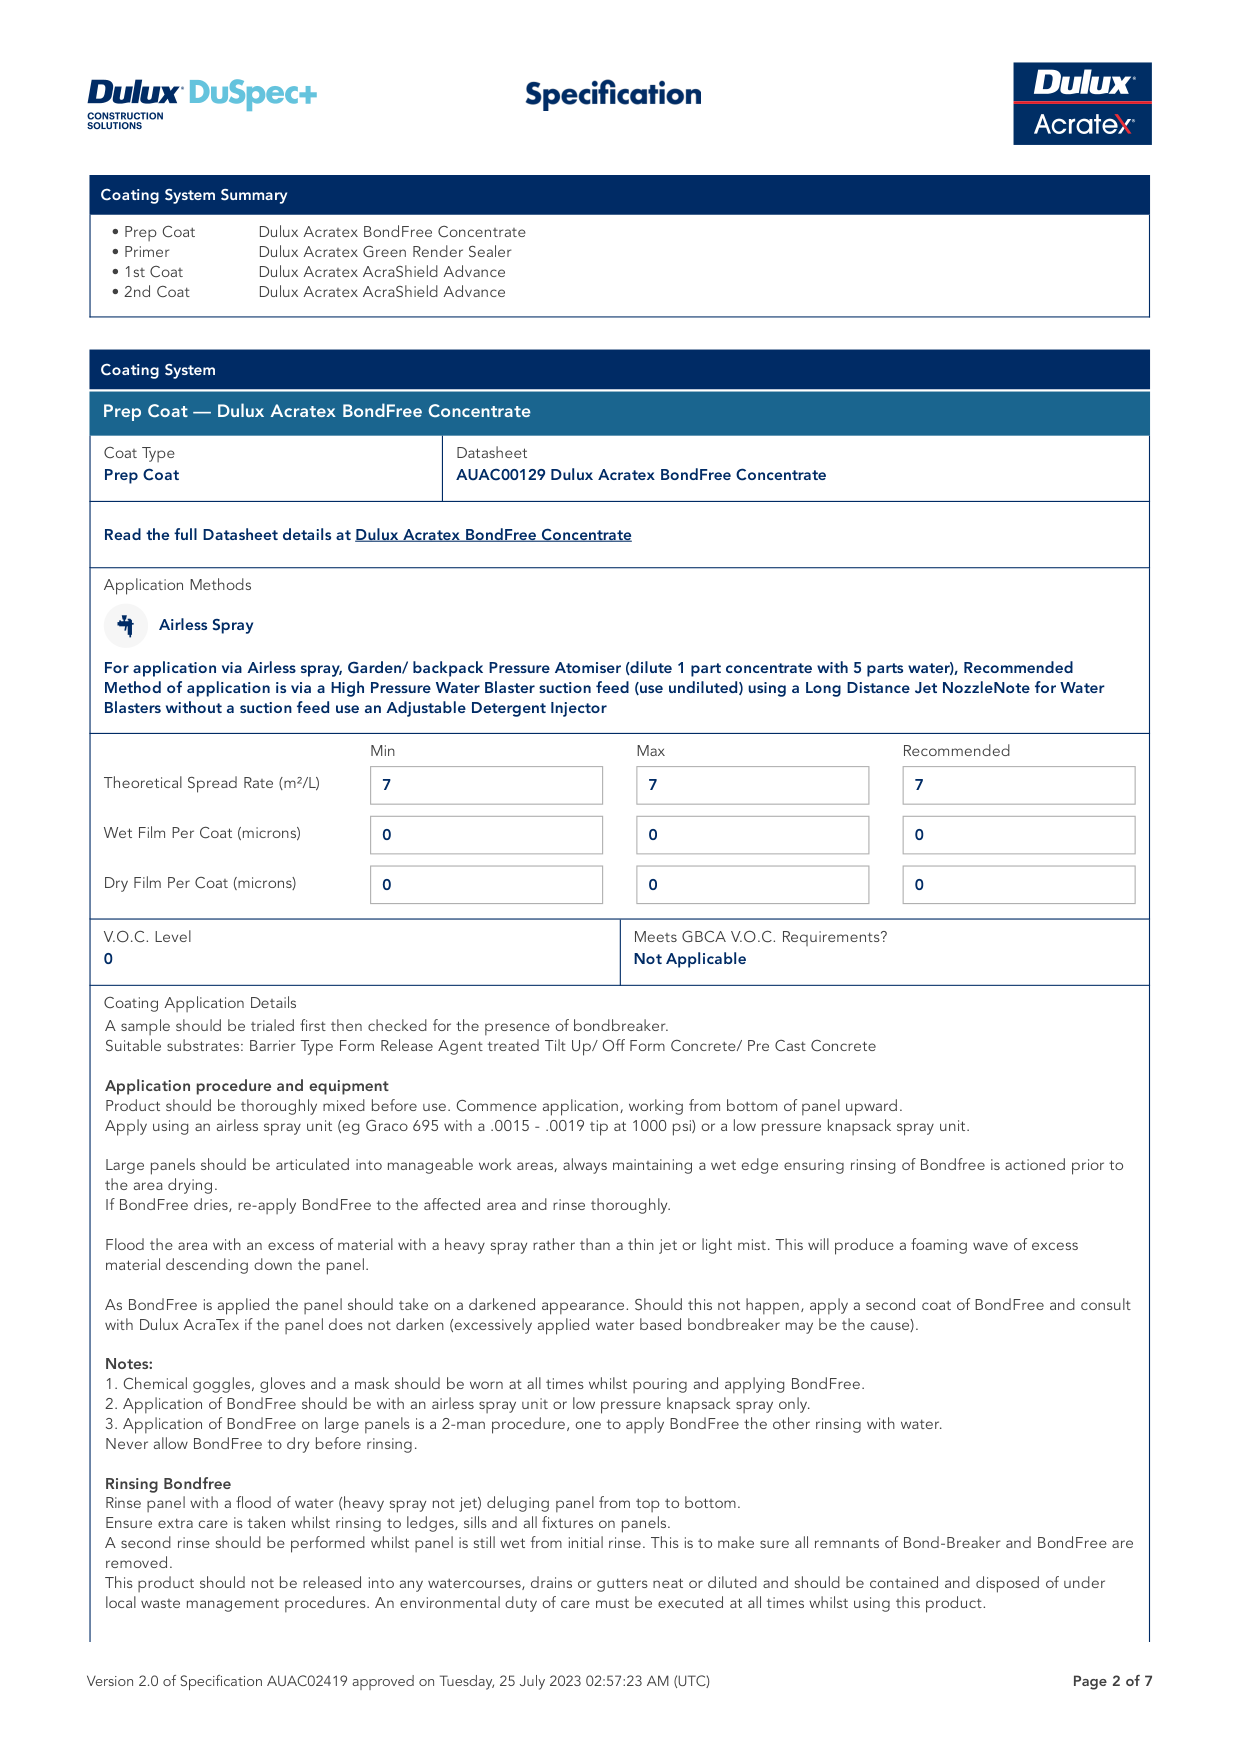 Dulux DuSpec+
CONSTRUCTION
SOLUTIONS
Specification
Dulux
Acratex
Coating System Summary
• Prep Coat Dulux Acratex BondFree Concentrate
• Primer Dulux Acratex Green Render Sealer
• 1st Coat Dulux Acratex AcraShield Advance
• 2nd Coat Dulux Acratex AcraShield Advance
Coating System
Prep Coat — Dulux Acratex BondFree Concentrate
Coat Type Datasheet
Prep Coat AUAC00129 Dulux Acratex BondFree Concentrate
Read the full Datasheet details at Dulux Acratex BondFree Concentrate
Application Methods
Airless Spray
For application via Airless spray, Garden/ backpack Pressure Atomiser (dilute 1 part concentrate with 5 parts water), Recommended
Method of application is via a High Pressure Water Blaster suction feed (use undiluted) using a Long Distance Jet NozzleNote for Water
Blasters without a suction feed use an Adjustable Detergent Injector
Min Max Recommended
Theoretical Spread Rate (m²/L) 7 7 7
Wet Film Per Coat (microns) 0 0 0
Dry Film Per Coat (microns) 0 0 0
V.O.C. Level Meets GBCA V.O.C. Requirements?
0 Not Applicable
Coating Application Details
A sample should be trialed first then checked for the presence of bondbreaker.
Suitable substrates: Barrier Type Form Release Agent treated Tilt Up/ Off Form Concrete/ Pre Cast Concrete
Application procedure and equipment
Product should be thoroughly mixed before use. Commence application, working from bottom of panel upward.
Apply using an airless spray unit (eg Graco 695 with a .0015 - .0019 tip at 1000 psi) or a low pressure knapsack spray unit.
Large panels should be articulated into manageable work areas, always maintaining a wet edge ensuring rinsing of Bondfree is actioned prior to
the area drying.
If BondFree dries, re-apply BondFree to the affected area and rinse thoroughly.
Flood the area with an excess of material with a heavy spray rather than a thin jet or light mist. This will produce a foaming wave of excess
material descending down the panel.
As BondFree is applied the panel should take on a darkened appearance. Should this not happen, apply a second coat of BondFree and consult
with Dulux AcraTex if the panel does not darken (excessively applied water based bondbreaker may be the cause).
Notes:
1. Chemical goggles, gloves and a mask should be worn at all times whilst pouring and applying BondFree.
2. Application of BondFree should be with an airless spray unit or low pressure knapsack spray only.
3. Application of BondFree on large panels is a 2-man procedure, one to apply BondFree the other rinsing with water.
Never allow BondFree to dry before rinsing.
Rinsing Bondfree
Rinse panel with a flood of water (heavy spray not jet) deluging panel from top to bottom.
Ensure extra care is taken whilst rinsing to ledges, sills and all fixtures on panels.
A second rinse should be performed whilst panel is still wet from initial rinse. This is to make sure all remnants of Bond-Breaker and BondFree are
removed.
This product should not be released into any watercourses, drains or gutters neat or diluted and should be contained and disposed of under
local waste management procedures. An environmental duty of care must be executed at all times whilst using this product.
Version 2.0 of Specification AUAC02419 approved on Tuesday, 25 July 2023 02:57:23 AM (UTC) Page 2 of 7